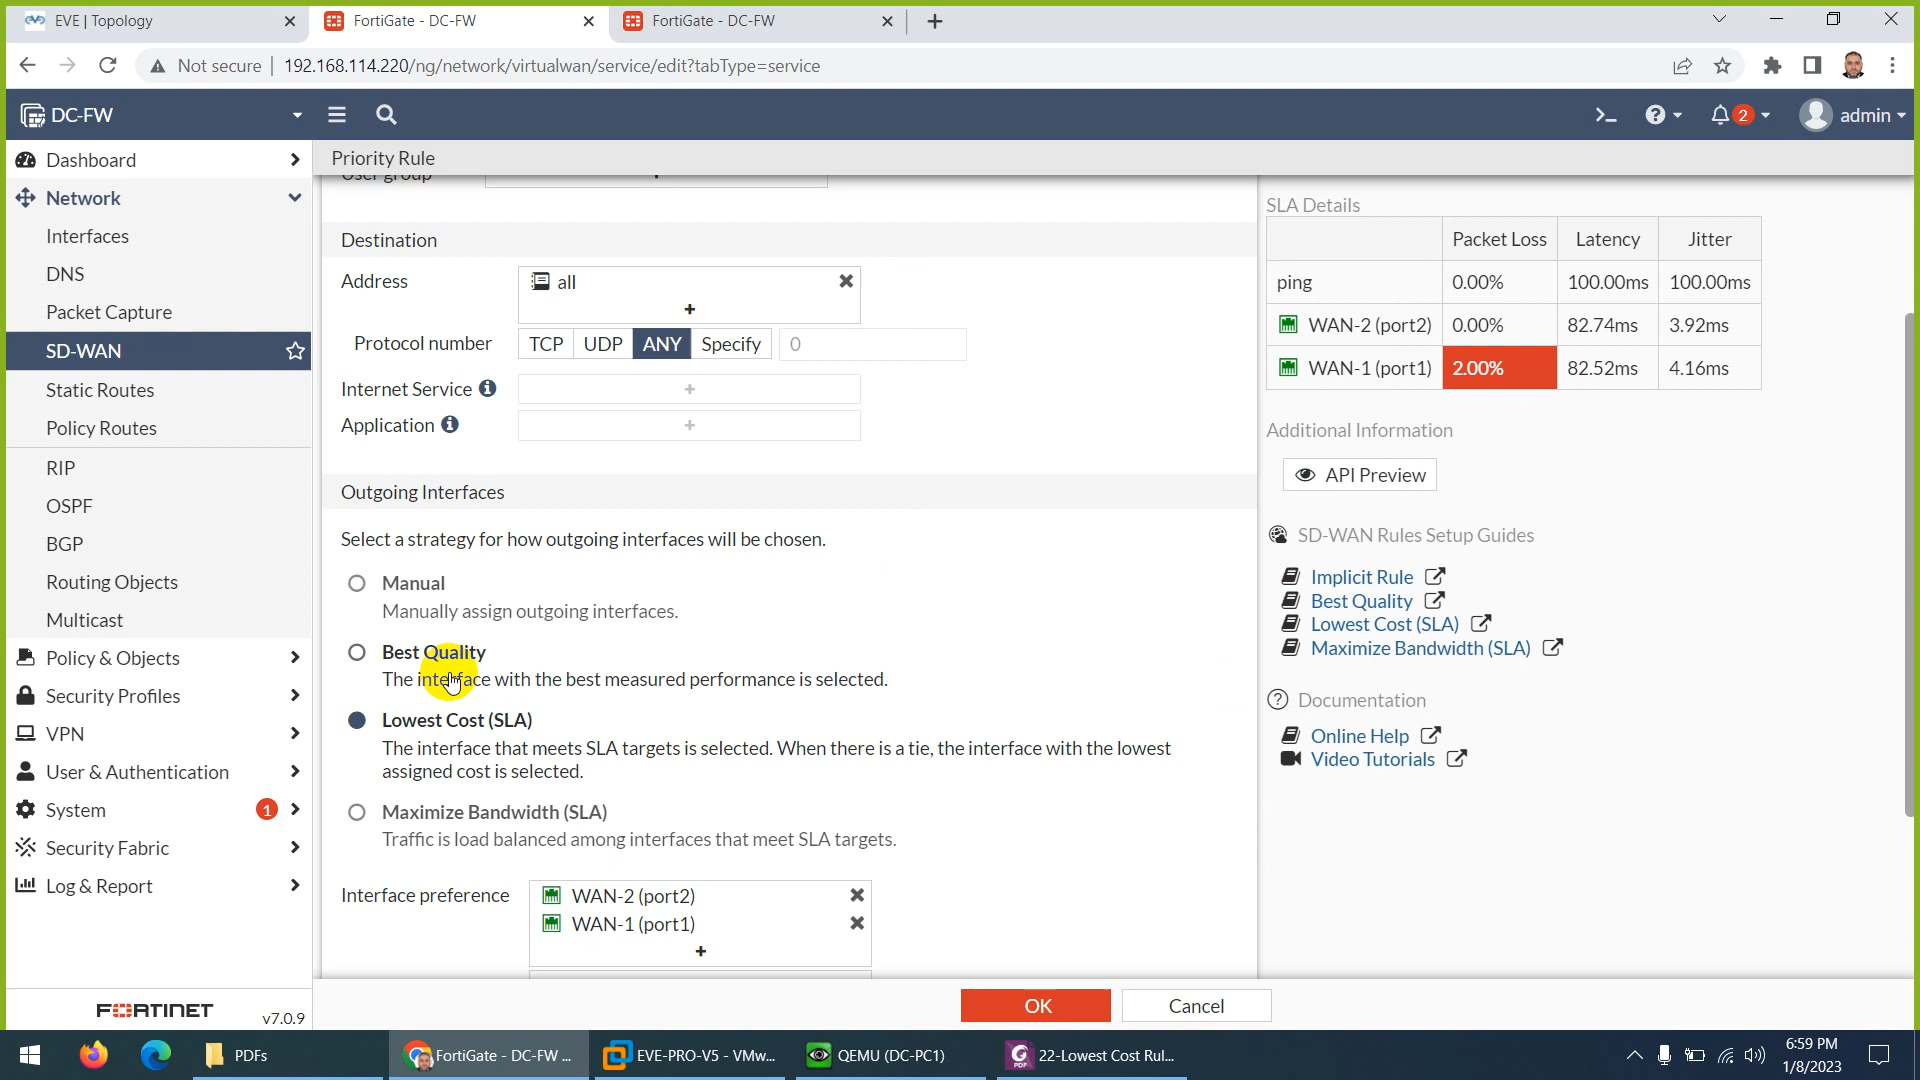 EVE | Topology
FortiGate - DC-FW
FortiGate - DC-FW
Not secure
192.168.114.220/ng/network/virtualwan/service/edit?tabType=service
DC-FW
2
admin
Dashboard
Network
Interfaces
DNS
Packet Capture
SD-WAN
Static Routes
Policy Routes
RIP
OSPF
BGP
Routing Objects
Multicast
Policy & Objects
Security Profiles
VPN
User & Authentication
System
1
Security Fabric
Log & Report
FORTINET
v7.0.9
Priority Rule
User group
Destination
Address
all
Protocol number
TCP
UDP
ANY
Specify
0
Internet Service
Application
Outgoing Interfaces
Select a strategy for how outgoing interfaces will be chosen.
Manual
Manually assign outgoing interfaces.
Best Quality
The interface with the best measured performance is selected.
Lowest Cost (SLA)
The interface that meets SLA targets is selected. When there is a tie, the interface with the lowest
assigned cost is selected.
Maximize Bandwidth (SLA)
Traffic is load balanced among interfaces that meet SLA targets.
Interface preference
WAN-2 (port2)
WAN-1 (port1)
OK
Cancel
SLA Details
Packet Loss Latency Jitter
ping 0.00% 100.00ms 100.00ms
WAN-2 (port2) 0.00% 82.74ms 3.92ms
WAN-1 (port1) 2.00% 82.52ms 4.16ms
Additional Information
API Preview
SD-WAN Rules Setup Guides
Implicit Rule
Best Quality
Lowest Cost (SLA)
Maximize Bandwidth (SLA)
Documentation
Online Help
Video Tutorials
PDFs
FortiGate - DC-FW ...
EVE-PRO-V5 - VMw...
QEMU (DC-PC1)
22-Lowest Cost Rul...
6:59 PM
1/8/2023